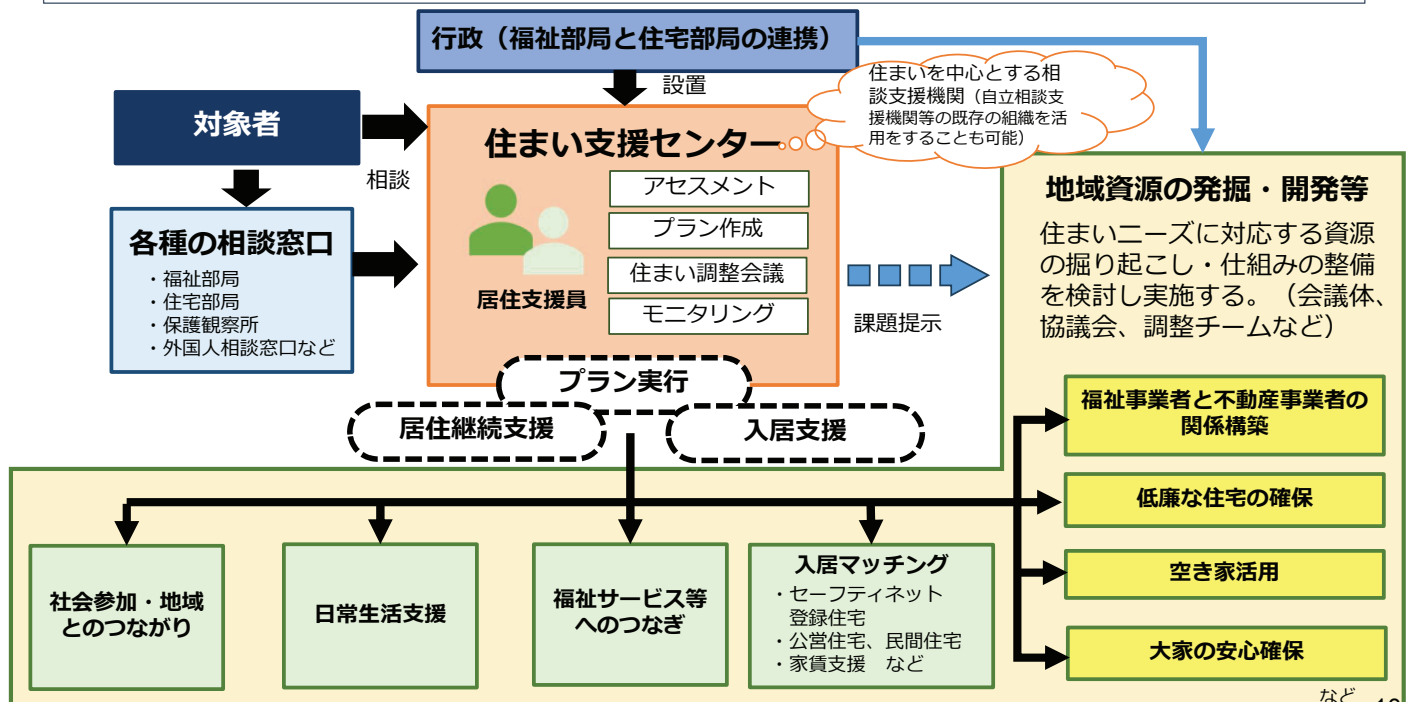 行政（福祉部局と住宅部局の連携）
設置
住まいを中心とする相
談支援機関（自立相談支
援機関等の既存の組織を活
用をすることも可能）
対象者
相談
住まい支援センター
アセスメント
プラン作成
住まい調整会議
モニタリング
居住支援員
各種の相談窓口
・福祉部局
・住宅部局
・保護観察所
・外国人相談窓口など
課題提示
地域資源の発掘・開発等
住まいニーズに対応する資源
の掘り起こし・仕組みの整備
を検討し実施する。（会議体、
協議会、調整チームなど）
プラン実行
居住継続支援
入居支援
福祉事業者と不動産事業者の
関係構築
低廉な住宅の確保
空き家活用
大家の安心確保
など
社会参加・地域
とのつながり
日常生活支援
福祉サービス等
へのつなぎ
入居マッチング
・セーフティネット
登録住宅
・公営住宅、民間住宅
・家賃支援　など